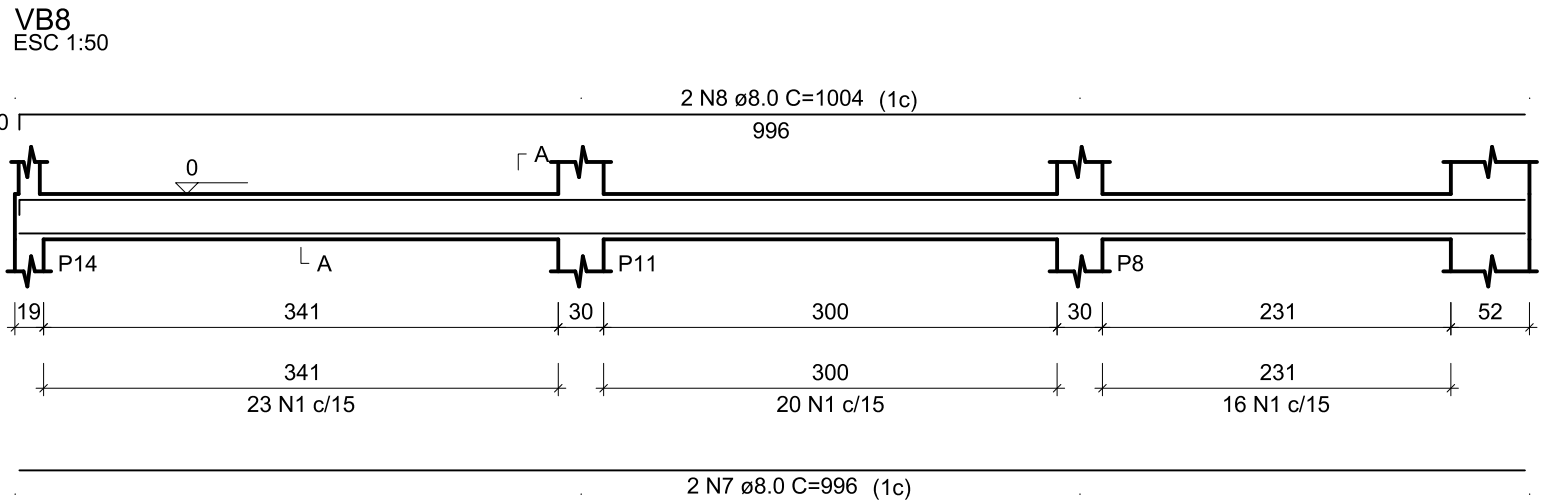 VB8
ESC 1:50
2 N8 ø8.0 C=1004 (1c)
0
996
0
A
P14
A
P11
P8
19 341 30 300 30 231 52
341 300 231
23 N1 c/15 20 N1 c/15 16 N1 c/15
2 N7 ø8.0 C=996 (1c)